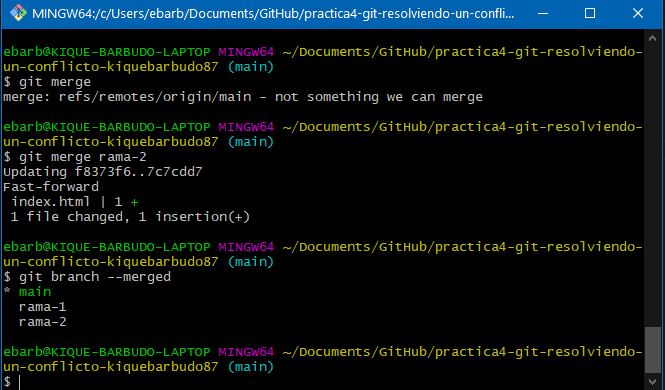 MINGW64:/c/Users/ebarb/Documents/GitHub/practica4-git-resolviendo-un-confli...
ebarb@KIQUE-BARBUDO-LAPTOP MINGW64 ~/Documents/GitHub/practica4-git-resolviendo-
un-conflicto-kiquebarbudo87 (main)
$ git merge
merge: refs/remotes/origin/main - not something we can merge
ebarb@KIQUE-BARBUDO-LAPTOP MINGW64 ~/Documents/GitHub/practica4-git-resolviendo-
un-conflicto-kiquebarbudo87 (main)
$ git merge rama-2
Updating f8373f6..7c7cdd7
Fast-forward
 index.html | 1 +
 1 file changed, 1 insertion(+)
ebarb@KIQUE-BARBUDO-LAPTOP MINGW64 ~/Documents/GitHub/practica4-git-resolviendo-
un-conflicto-kiquebarbudo87 (main)
$ git branch --merged
* main
  rama-1
  rama-2
ebarb@KIQUE-BARBUDO-LAPTOP MINGW64 ~/Documents/GitHub/practica4-git-resolviendo-
un-conflicto-kiquebarbudo87 (main)
$